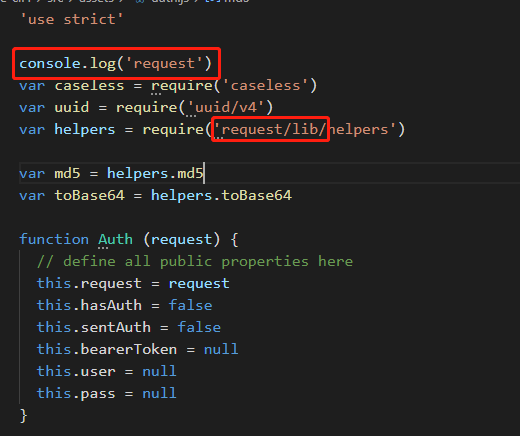 'use strict'
console.log('request')
var caseless = require('caseless')
var uuid = require('uuid/v4')
var helpers = require('request/lib/helpers')
var md5 = helpers.md5
var toBase64 = helpers.toBase64
function Auth (request) {
// define all public properties here
this.request = request
this.hasAuth = false
this.sentAuth = false
this.bearerToken = null
this.user = null
this.pass = null
}